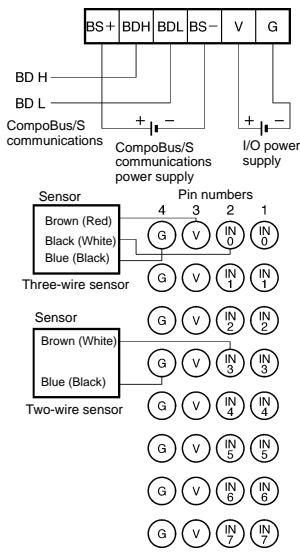 BS+ BDH BDL BS− V G
BD H
BD L
+ − + −
CompoBus/S
communications
CompoBus/S
communications
power supply
I/O power
supply
Sensor
Pin numbers
4 3 2 1
Brown (Red)
Black (White)
Blue (Black)
Three-wire sensor
G V IN 0 IN 0
G V IN 1 IN 1
G V IN 2 IN 2
Sensor
Brown (White)
Blue (Black)
Two-wire sensor
G V IN 3 IN 3
G V IN 4 IN 4
G V IN 5 IN 5
G V IN 6 IN 6
G V IN 7 IN 7